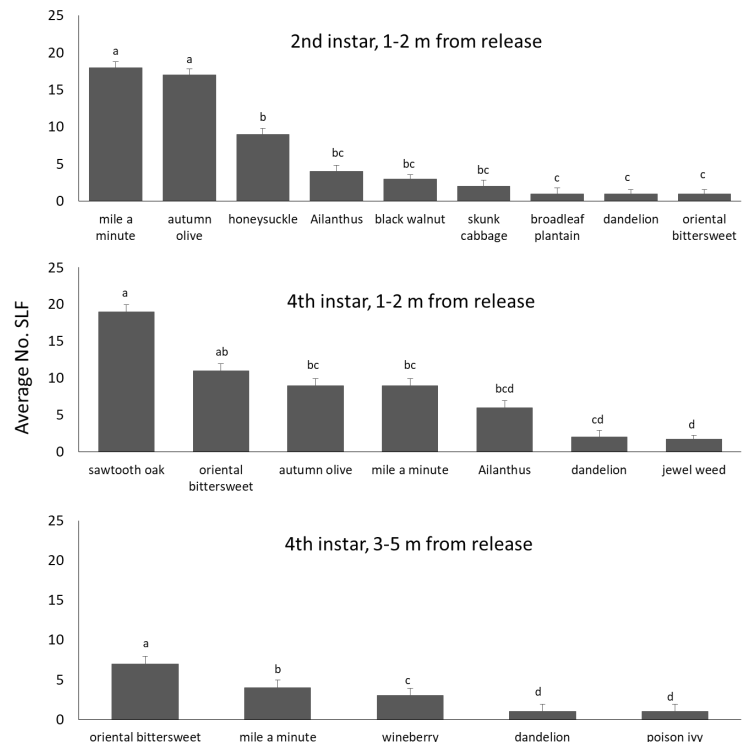 2nd instar, 1-2 m from release
25
20
15
10
5
0
a
a
b
bc
bc
bc
c
c
c
mile a
minute
autumn
olive
honeysuckle
Ailanthus
black walnut
skunk
cabbage
broadleaf
plantain
dandelion
oriental
bittersweet
Average No. SLF
4th instar, 1-2 m from release
25
20
15
10
5
0
a
ab
bc
bc
bcd
cd
d
sawtooth oak
oriental
bittersweet
autumn olive
mile a minute
Ailanthus
dandelion
jewel weed
4th instar, 3-5 m from release
25
20
15
10
5
0
a
b
c
d
d
oriental bittersweet
mile a minute
wineberry
dandelion
poison ivy